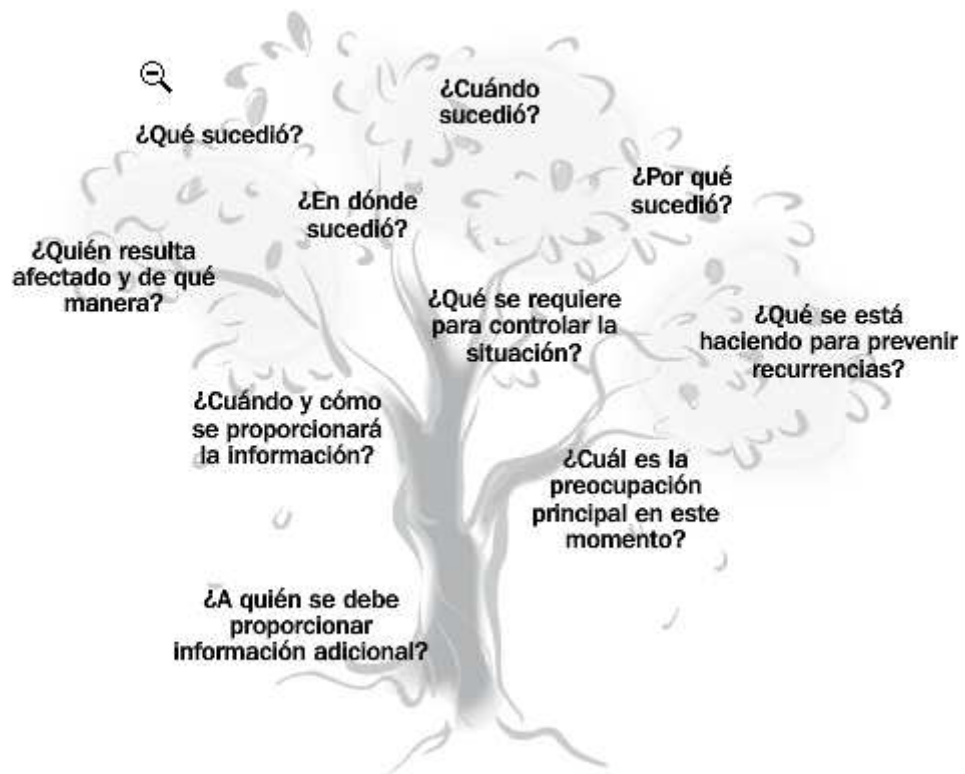 ¿Cuándo
sucedió?
¿Qué sucedió?
¿Por qué
sucedió?
¿En dónde
sucedió?
¿Quién resulta
afectado y de qué
manera?
¿Qué se requiere
para controlar la
situación?
¿Qué se está
haciendo para prevenir
recurrencias?
¿Cuándo y cómo
se proporcionará
la información?
¿Cuál es la
preocupación
principal en este
momento?
¿A quién se debe
proporcionar
información adicional?